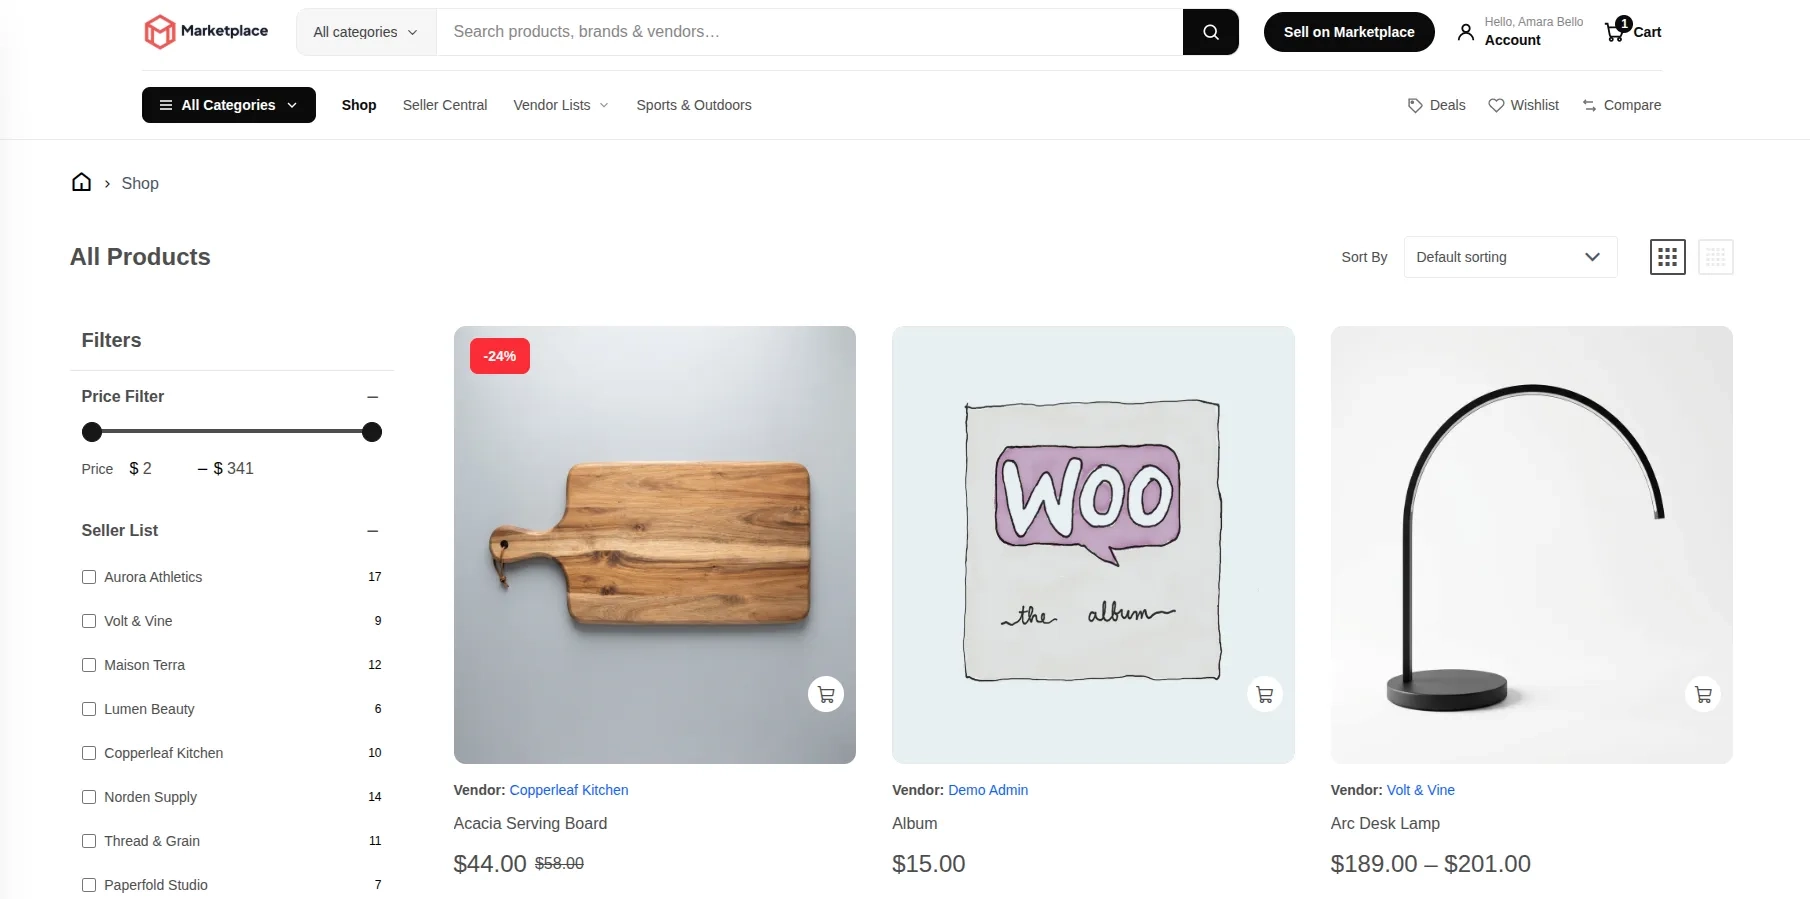 Marketplace
All categories
Search products, brands & vendors…
Sell on Marketplace
Hello, Amara Bello
Account
1
Cart
All Categories
Shop
Seller Central
Vendor Lists
Sports & Outdoors
Deals
Wishlist
Compare
› Shop
All Products
Sort By
Default sorting
Filters
Price Filter
Price $ 2 – $ 341
Seller List
Aurora Athletics 17
Volt & Vine 9
Maison Terra 12
Lumen Beauty 6
Copperleaf Kitchen 10
Norden Supply 14
Thread & Grain 11
Paperfold Studio 7
-24%
Vendor: Copperleaf Kitchen
Acacia Serving Board
$44.00 $58.00
WOO
the album
Vendor: Demo Admin
Album
$15.00
Vendor: Volt & Vine
Arc Desk Lamp
$189.00 – $201.00